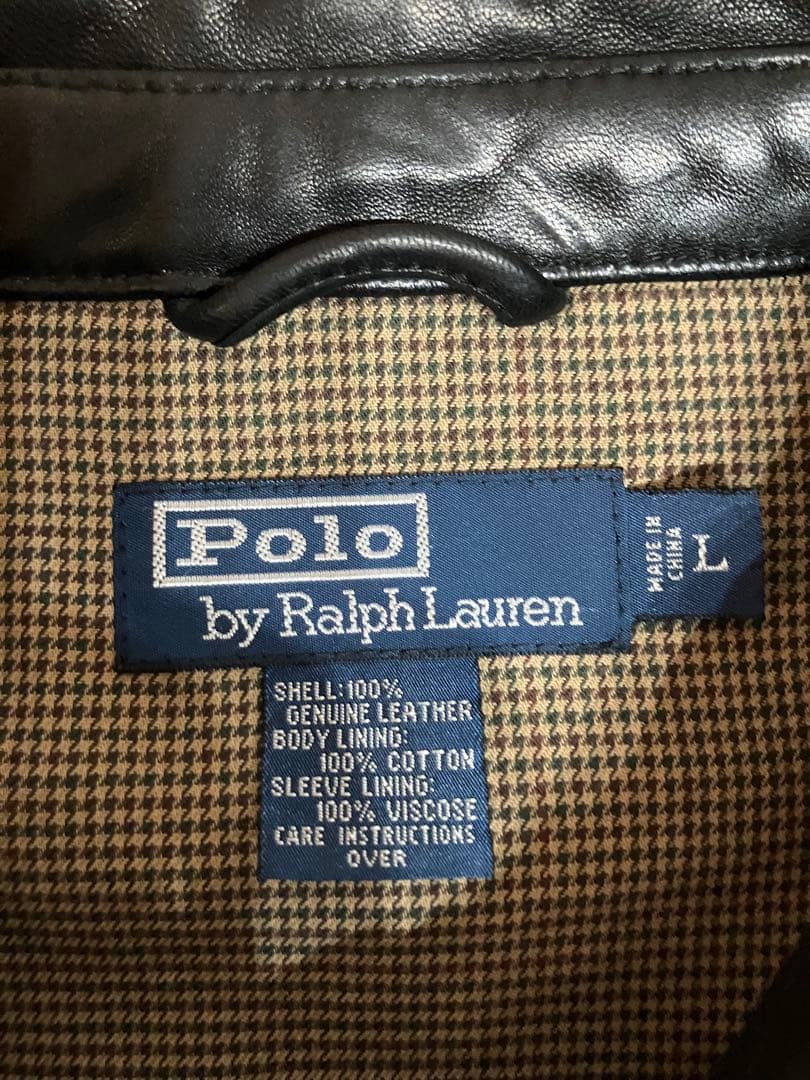 Polo
by Ralph Lauren
MADE IN
CHINA
L
SHELL:100%
GENUINE LEATHER
BODY LINING:
100% COTTON
SLEEVE LINING:
100% VISCOSE
CARE INSTRUCTIONS
OVER